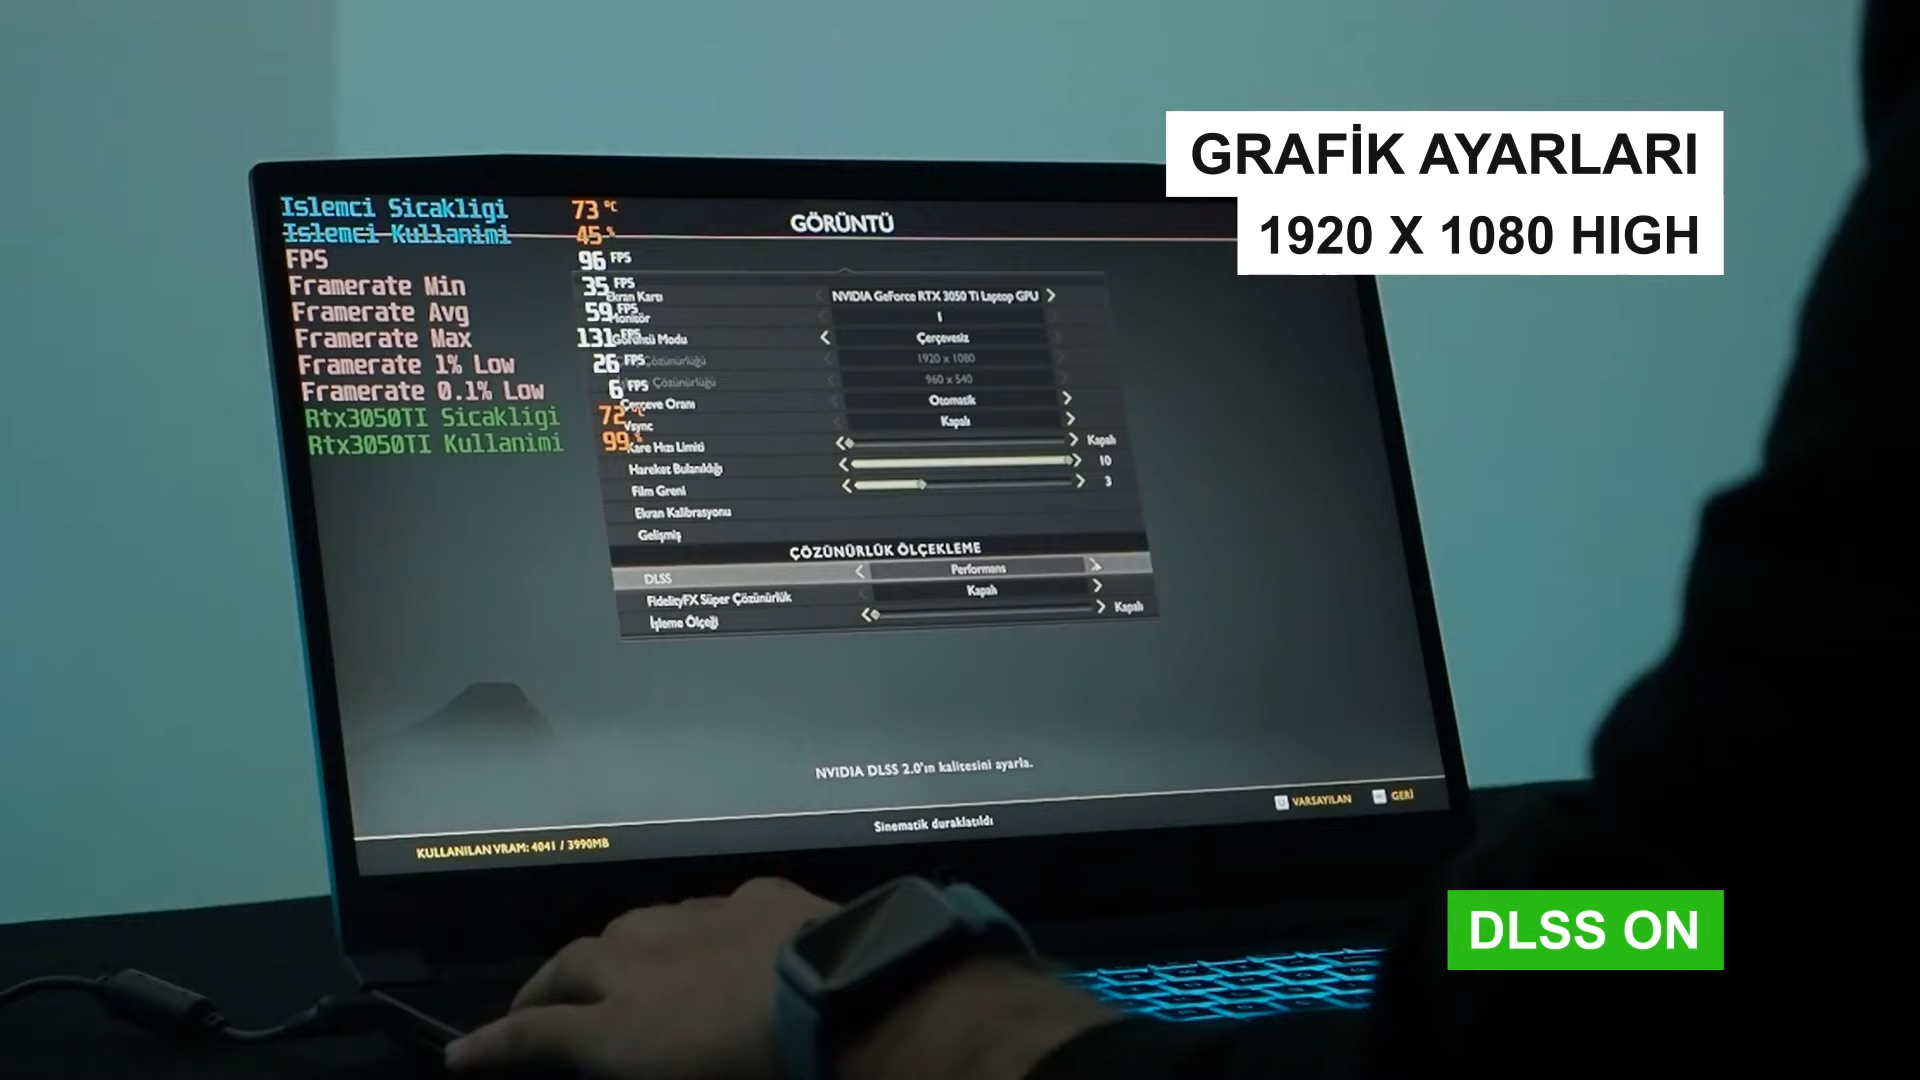 GRAFİK AYARLARI
1920 X 1080 HIGH
Islemci Sicakligi 73 °C
Islemci Kullanimi 45 %
FPS 96 FPS
Framerate Min 35 FPS
Framerate Avg 59 FPS
Framerate Max 131 FPS
Framerate 1% Low 26 FPS
Framerate 0.1% Low 6 FPS
Rtx3050TI Sicakligi 72 °C
Rtx3050TI Kullanimi 99 %
GÖRÜNTÜ
Ekran Kartı NVIDIA GeForce RTX 3050 Ti Laptop GPU
Monitör 1
Görüntü Modu Çerçevesiz
Çözünürlüğü 1920 x 1080
Çözünürlüğü 960 x 540
Çerçeve Oranı Otomatik
Vsync Kapalı
Kare Hızı Limiti Kapalı
Hareket Bulanıklığı 10
Film Greni 3
Ekran Kalibrasyonu
Gelişmiş
ÇÖZÜNÜRLÜK ÖLÇEKLEME
DLSS Performans
FidelityFX Süper Çözünürlük Kapalı
İşleme Ölçeği Kapalı
NVIDIA DLSS 2.0'ın kalitesini ayarla.
VARSAYILAN GERİ
Sinematik duraklatıldı
KULLANILAN VRAM: 4041 / 3990MB
DLSS ON